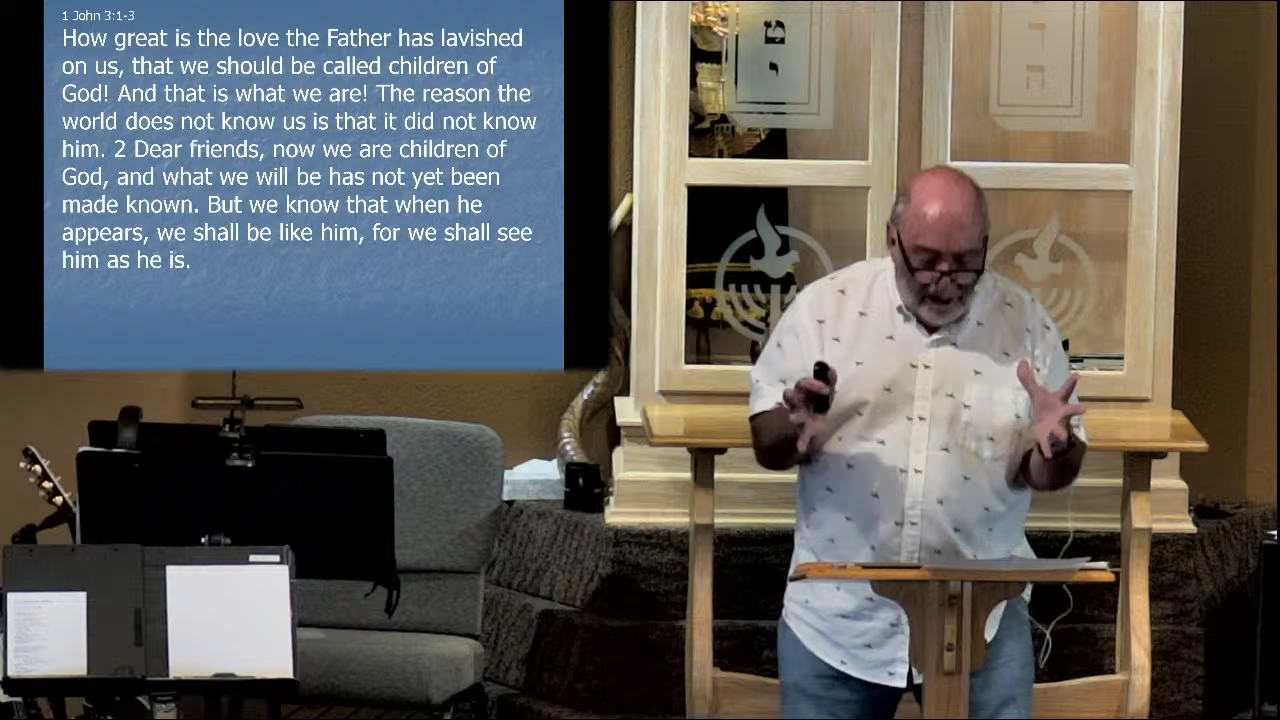 1 John 3:1-3
How great is the love the Father has lavished
on us, that we should be called children of
God! And that is what we are! The reason the
world does not know us is that it did not know
him. 2 Dear friends, now we are children of
God, and what we will be has not yet been
made known. But we know that when he
appears, we shall be like him, for we shall see
him as he is.